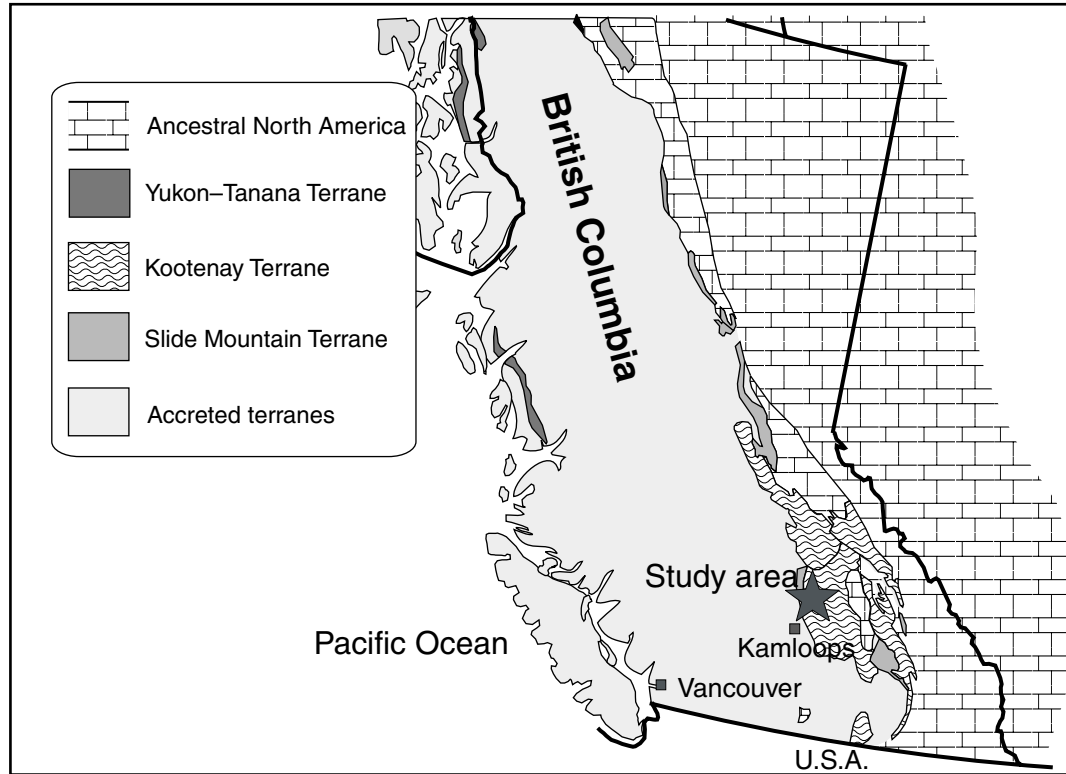 Ancestral North America
Yukon–Tanana Terrane
Kootenay Terrane
Slide Mountain Terrane
Accreted terranes
British Columbia
Study area
Kamloops
Pacific Ocean
Vancouver
U.S.A.